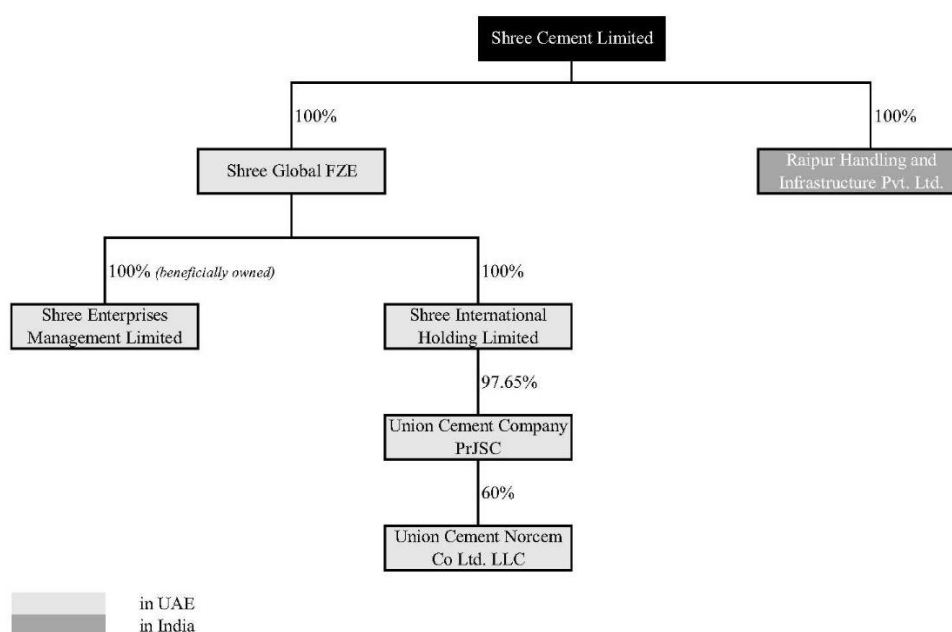 Shree Cement Limited
100%
100%
Shree Global FZE
Raipur Handling and
Infrastructure Pvt. Ltd.
100% (beneficially owned)
100%
Shree Enterprises
Management Limited
Shree International
Holding Limited
97.65%
Union Cement Company
PrJSC
60%
Union Cement Norcem
Co Ltd. LLC
in UAE
in India